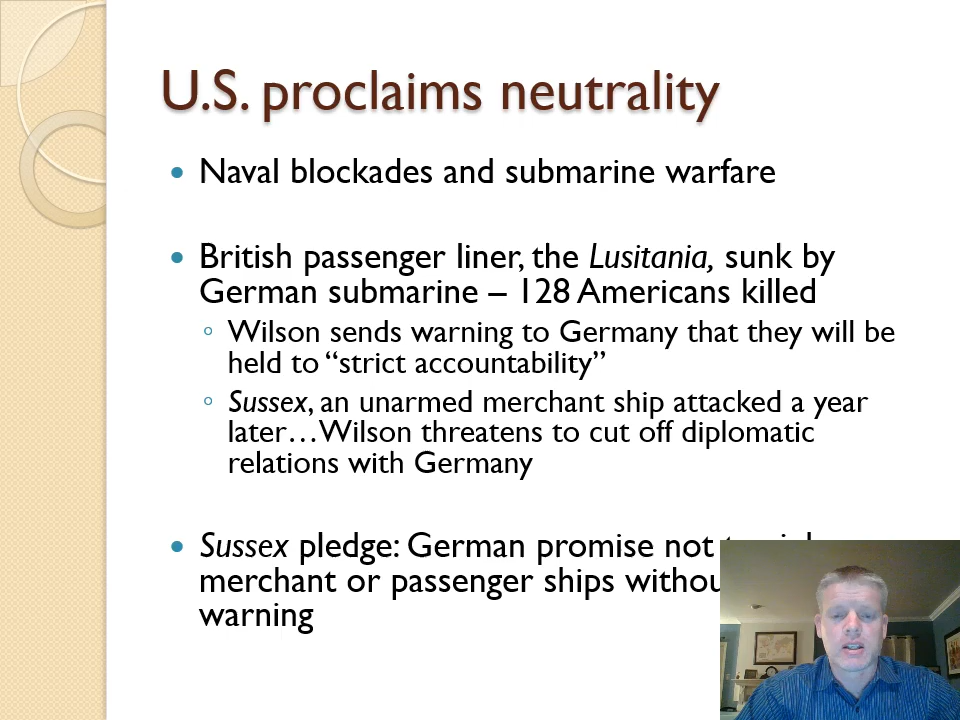 U.S. proclaims neutrality
• Naval blockades and submarine warfare
• British passenger liner, the Lusitania, sunk by
German submarine – 128 Americans killed
◦ Wilson sends warning to Germany that they will be
held to “strict accountability”
◦ Sussex, an unarmed merchant ship attacked a year
later…Wilson threatens to cut off diplomatic
relations with Germany
• Sussex pledge: German promise not
merchant or passenger ships
warning